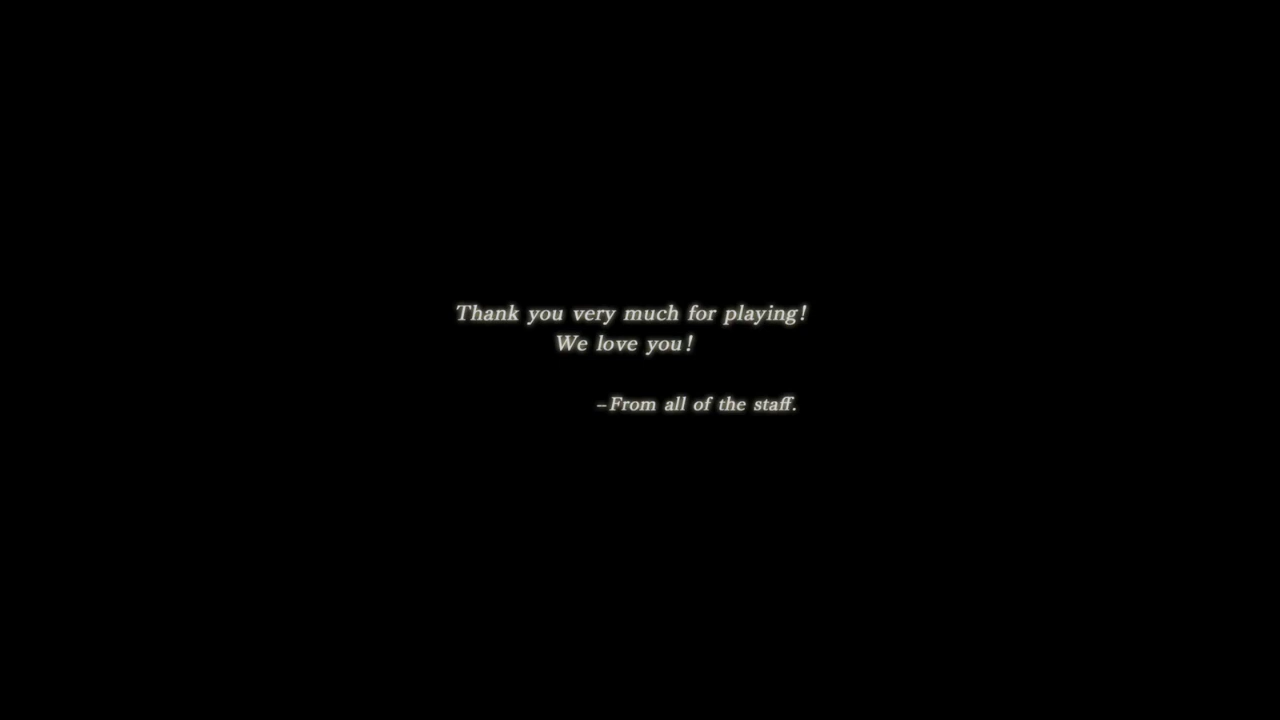 Thank you very much for playing!
We love you!
–From all of the staff.